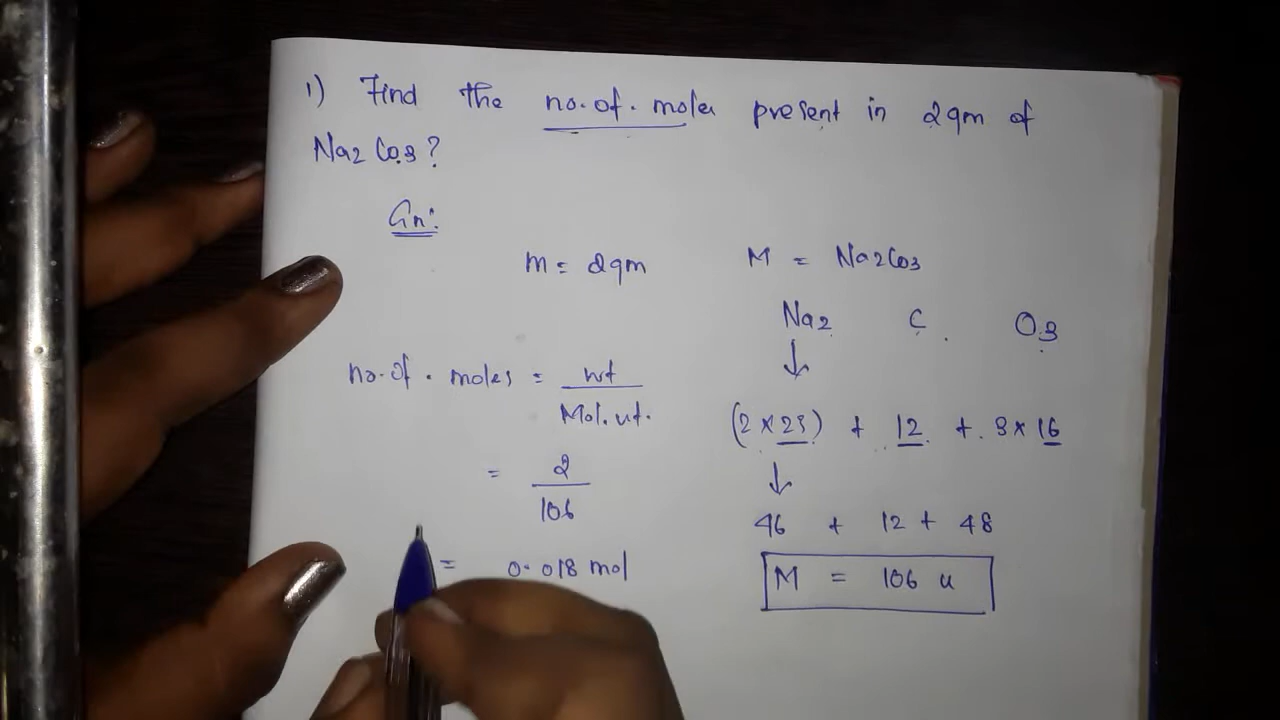 1) Find the no.of. moles present in 2gm of
Na2 Co3?
Gn:
m = 2gm
M = Na2Co3
Na2 C O3
no.of. moles = wt / Mol.wt.
(2 x 23) + 12 + 3 x 16
= 2 / 106
46 + 12 + 48
= 0.018 mol
M = 106 u